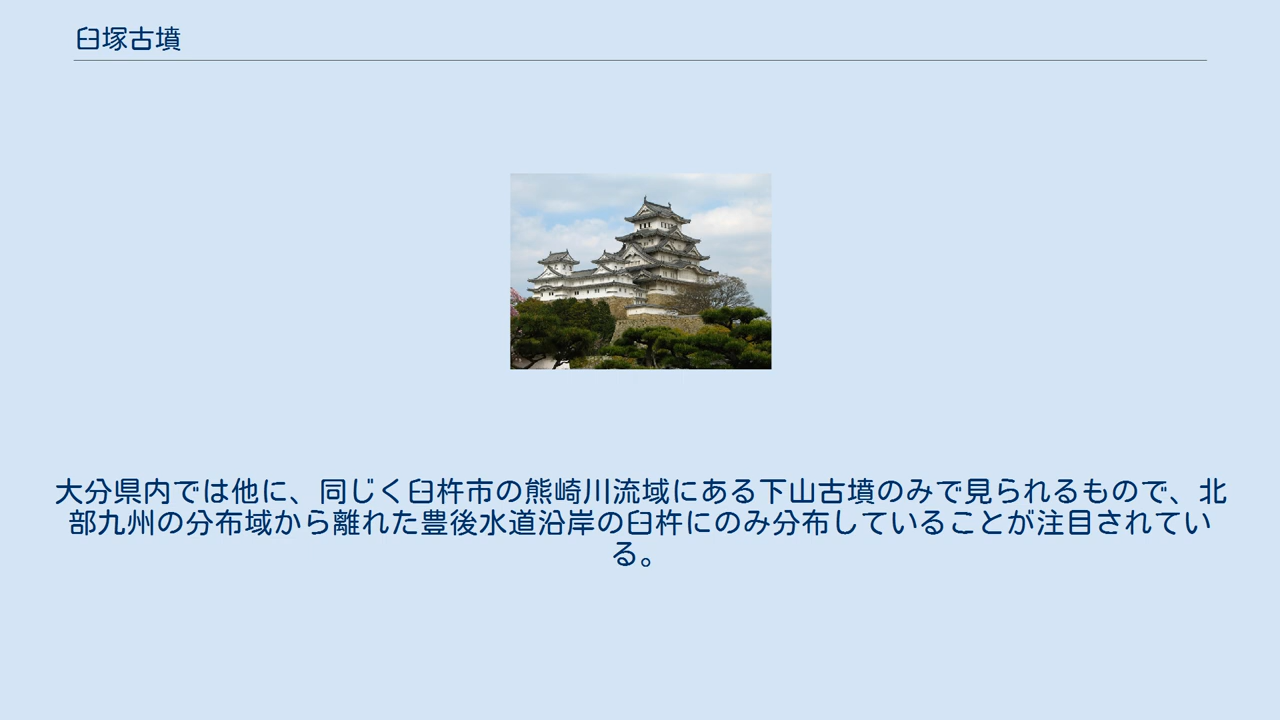 臼塚古墳
大分県内では他に、同じく臼杵市の熊崎川流域にある下山古墳のみで見られるもので、北
部九州の分布域から離れた豊後水道沿岸の臼杵にのみ分布していることが注目されてい
る。